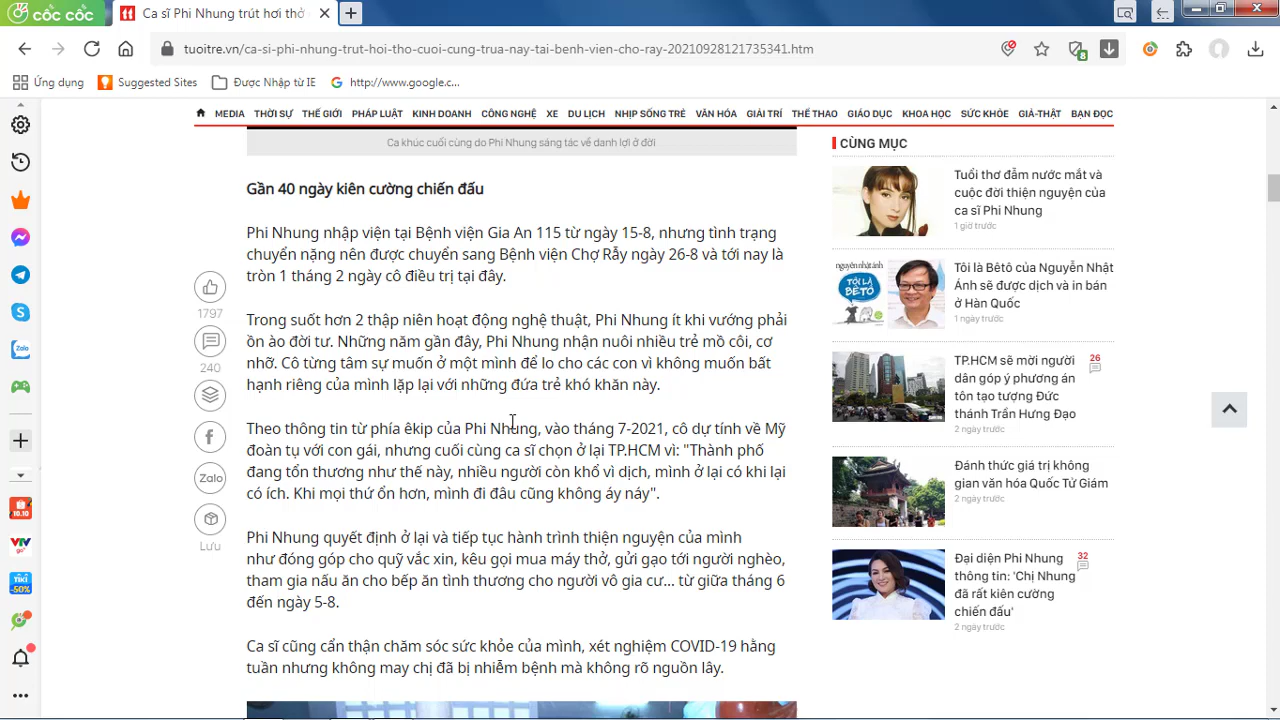 cốc cốc
Ca sĩ Phi Nhung trút hơi thở
tuoitre.vn/ca-si-phi-nhung-trut-hoi-tho-cuoi-cung-trua-nay-tai-benh-vien-cho-ray-20210928121735341.htm
8
Ứng dụng
Suggested Sites
Được Nhập từ IE
http://www.google.c...
MEDIA THỜI SỰ THẾ GIỚI PHÁP LUẬT KINH DOANH CÔNG NGHỆ XE DU LỊCH NHỊP SỐNG TRẺ VĂN HÓA GIẢI TRÍ THỂ THAO GIÁO DỤC KHOA HỌC SỨC KHỎE GIẢ-THẬT BẠN ĐỌC
Ca khúc cuối cùng do Phi Nhung sáng tác về danh lợi ở đời
Gần 40 ngày kiên cường chiến đấu
Phi Nhung nhập viện tại Bệnh viện Gia An 115 từ ngày 15-8, nhưng tình trạng
chuyển nặng nên được chuyển sang Bệnh viện Chợ Rẫy ngày 26-8 và tới nay là
tròn 1 tháng 2 ngày cô điều trị tại đây.
Trong suốt hơn 2 thập niên hoạt động nghệ thuật, Phi Nhung ít khi vướng phải
ồn ào đời tư. Những năm gần đây, Phi Nhung nhận nuôi nhiều trẻ mồ côi, cơ
nhỡ. Cô từng tâm sự muốn ở một mình để lo cho các con vì không muốn bất
hạnh riêng của mình lặp lại với những đứa trẻ khó khăn này.
Theo thông tin từ phía êkip của Phi Nhung, vào tháng 7-2021, cô dự tính về Mỹ
đoàn tụ với con gái, nhưng cuối cùng ca sĩ chọn ở lại TP.HCM vì: "Thành phố
đang tổn thương như thế này, nhiều người còn khổ vì dịch, mình ở lại có khi lại
có ích. Khi mọi thứ ổn hơn, mình đi đâu cũng không áy náy".
Phi Nhung quyết định ở lại và tiếp tục hành trình thiện nguyện của mình
như đóng góp cho quỹ vắc xin, kêu gọi mua máy thở, gửi gạo tới người nghèo,
tham gia nấu ăn cho bếp ăn tình thương cho người vô gia cư... từ giữa tháng 6
đến ngày 5-8.
Ca sĩ cũng cẩn thận chăm sóc sức khỏe của mình, xét nghiệm COVID-19 hằng
tuần nhưng không may chị đã bị nhiễm bệnh mà không rõ nguồn lây.
1797
240
Zalo
Lưu
Zalo
10.10
VTV
go
TIKI
-50%
CÙNG MỤC
Tuổi thơ đẫm nước mắt và
cuộc đời thiện nguyện của
ca sĩ Phi Nhung
1 giờ trước
nguyễn nhật ánh
TÔI LÀ
BÊTÔ
Tôi là Bêtô của Nguyễn Nhật
Ánh sẽ được dịch và in bán
ở Hàn Quốc
1 ngày trước
TP.HCM sẽ mời người
dân góp ý phương án
tôn tạo tượng Đức
thánh Trần Hưng Đạo
26
2 ngày trước
Đánh thức giá trị không
gian văn hóa Quốc Tử Giám
2 ngày trước
Đại diện Phi Nhung
thông tin: 'Chị Nhung
đã rất kiên cường
chiến đấu'
32
2 ngày trước